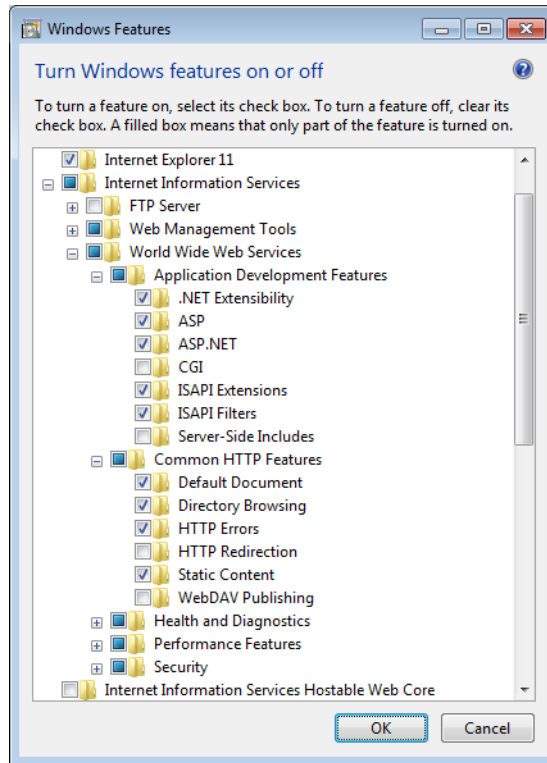 Windows Features
Turn Windows features on or off
To turn a feature on, select its check box. To turn a feature off, clear its
check box. A filled box means that only part of the feature is turned on.
Internet Explorer 11
Internet Information Services
FTP Server
Web Management Tools
World Wide Web Services
Application Development Features
.NET Extensibility
ASP
ASP.NET
CGI
ISAPI Extensions
ISAPI Filters
Server-Side Includes
Common HTTP Features
Default Document
Directory Browsing
HTTP Errors
HTTP Redirection
Static Content
WebDAV Publishing
Health and Diagnostics
Performance Features
Security
Internet Information Services Hostable Web Core
OK Cancel